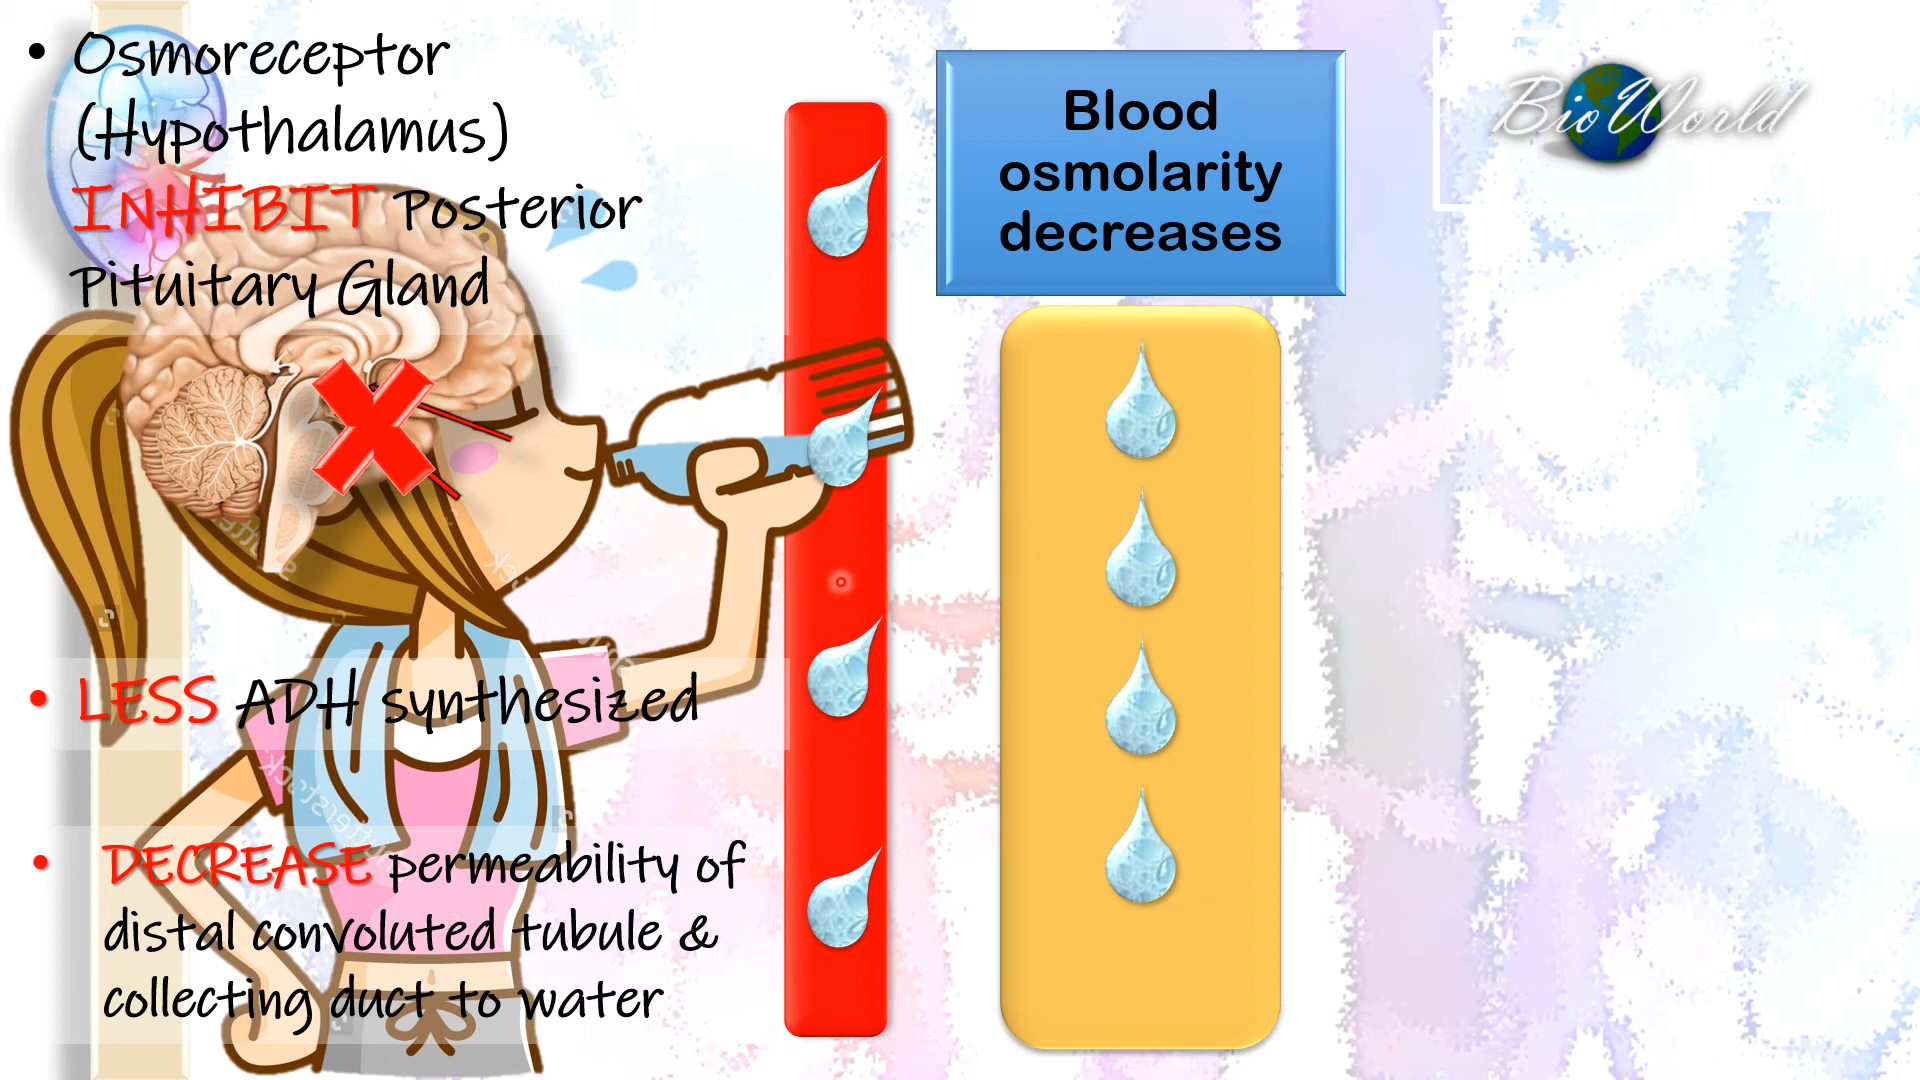 • Osmoreceptor
(Hypothalamus)
INHIBIT Posterior
Pituitary Gland
• LESS ADH synthesized
• DECREASE permeability of
distal convoluted tubule &
collecting duct to water
Blood
osmolarity
decreases
BioWorld